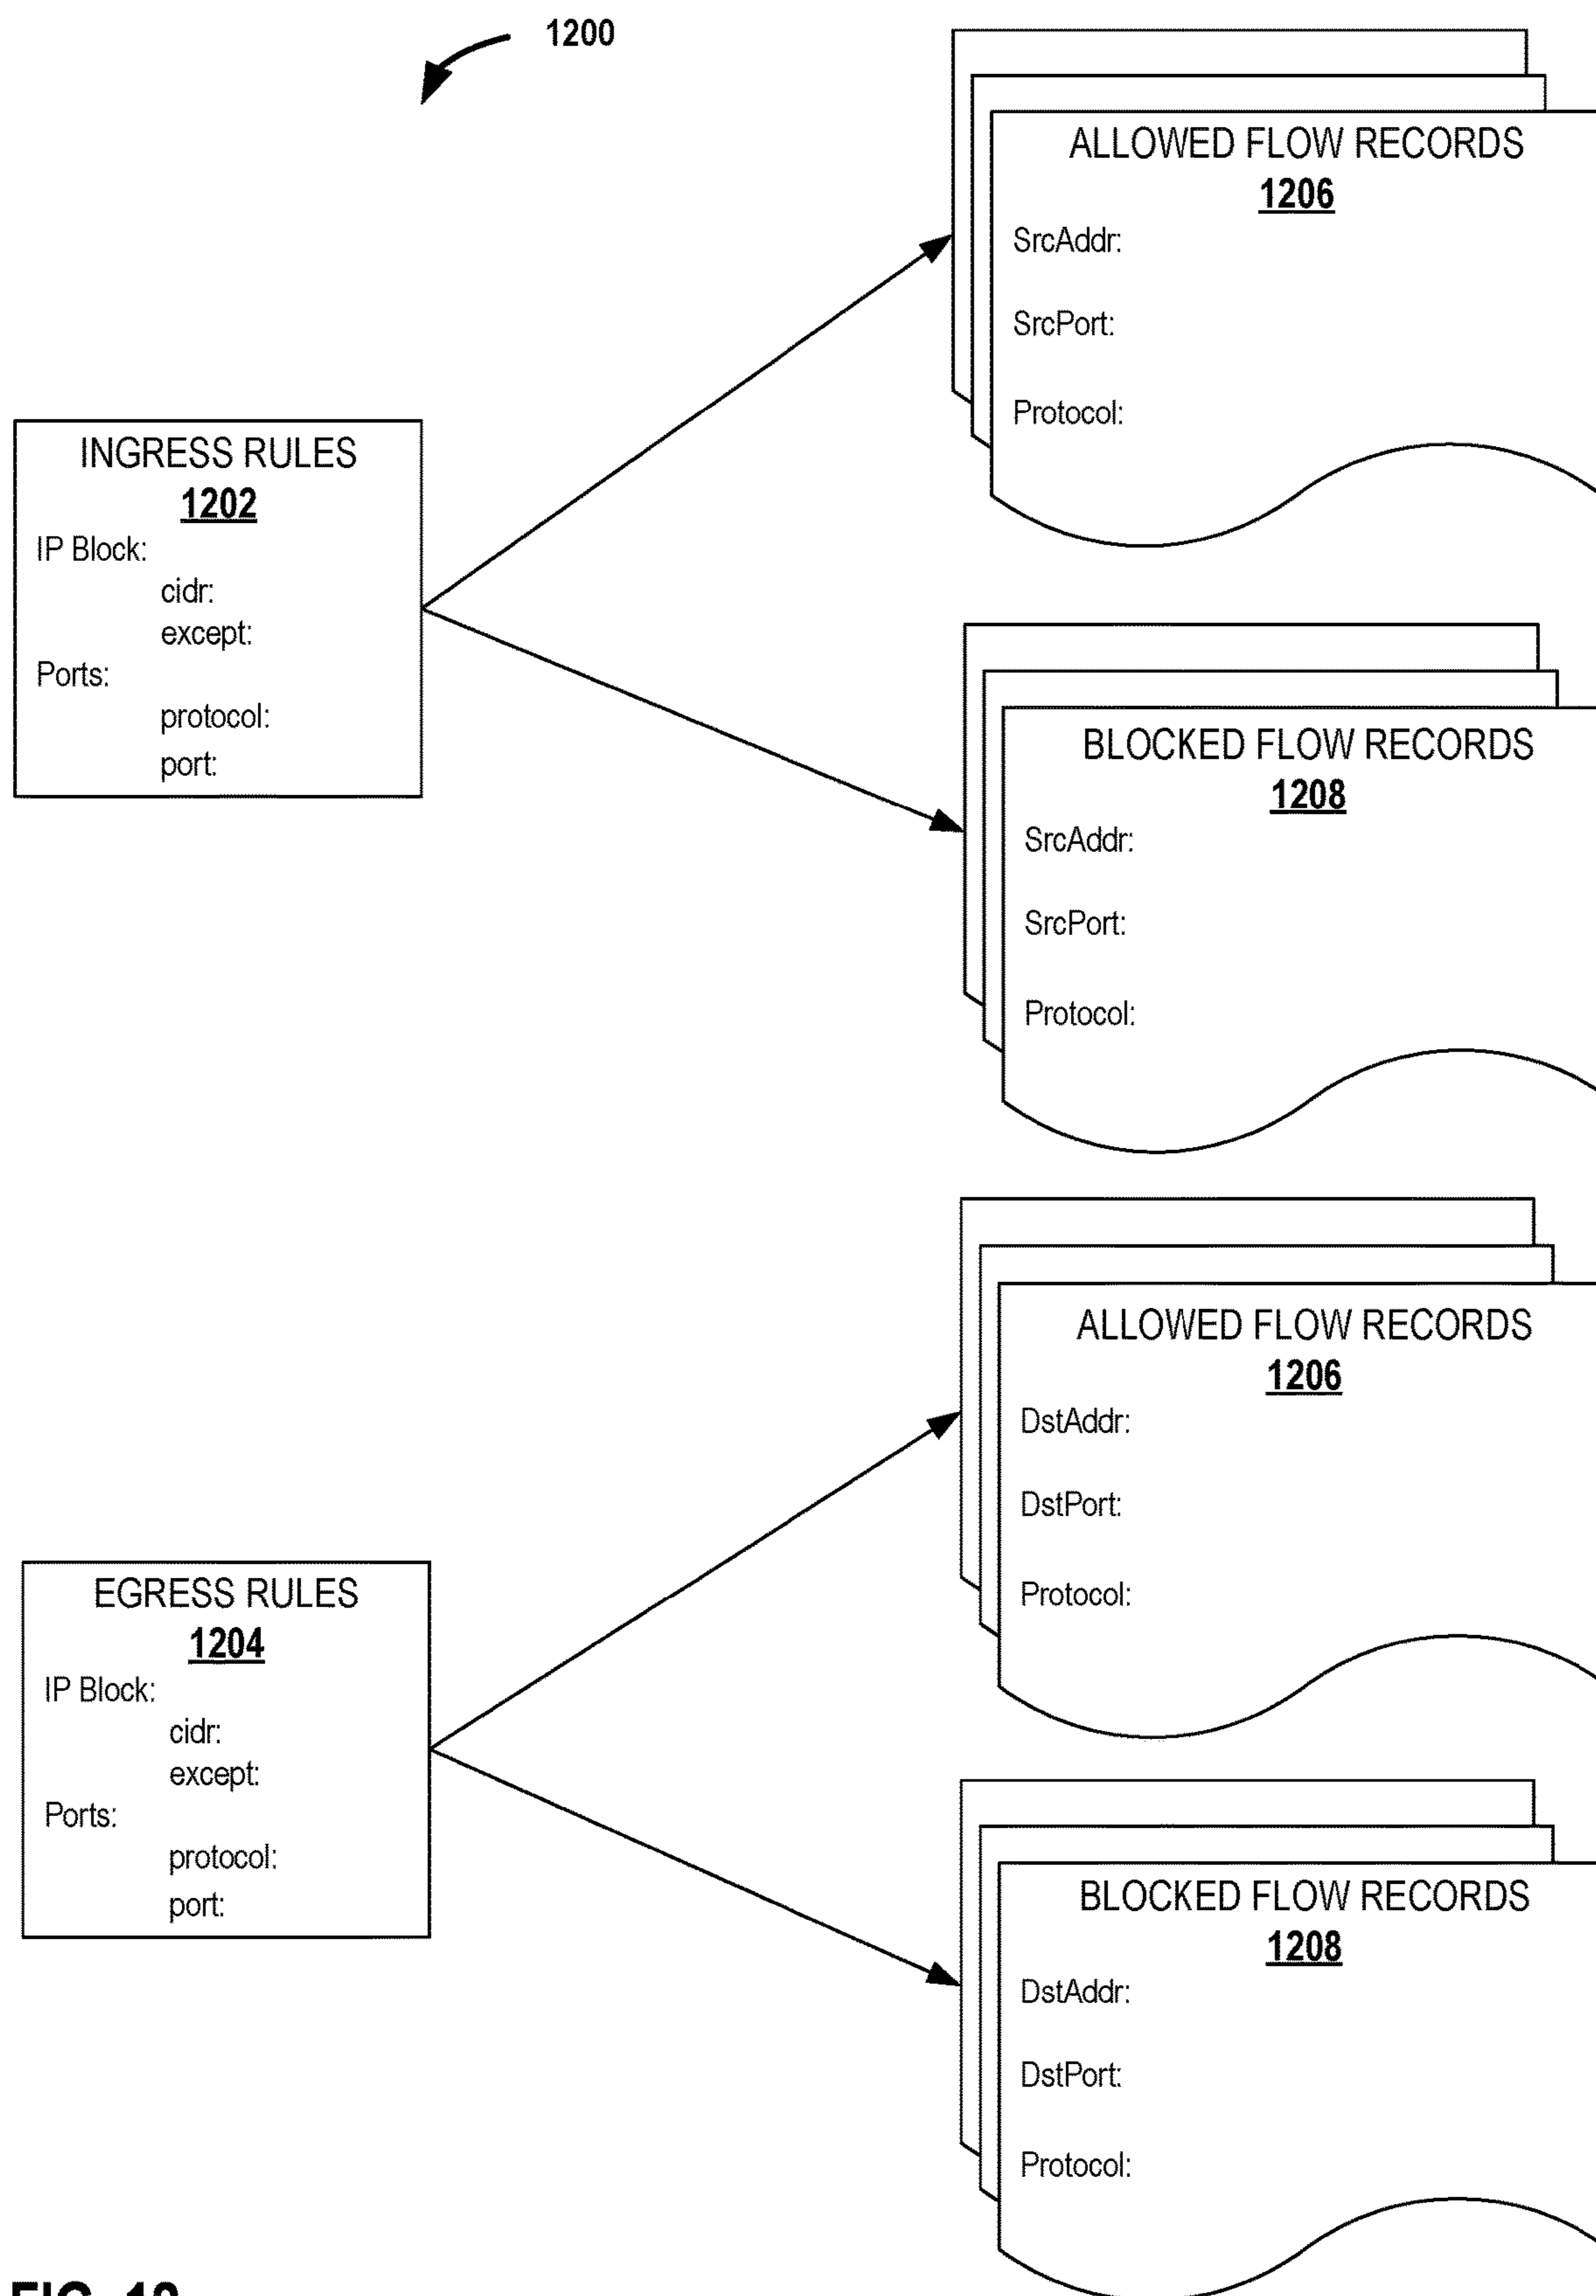 1200
ALLOWED FLOW RECORDS
1206
SrcAddr:
SrcPort:
Protocol:
INGRESS RULES
1202
IP Block:
cidr:
except:
Ports:
protocol:
port:
BLOCKED FLOW RECORDS
1208
SrcAddr:
SrcPort:
Protocol:
ALLOWED FLOW RECORDS
1206
DstAddr:
DstPort:
Protocol:
EGRESS RULES
1204
IP Block:
cidr:
except:
Ports:
protocol:
port:
BLOCKED FLOW RECORDS
1208
DstAddr:
DstPort:
Protocol:
FIG. 12